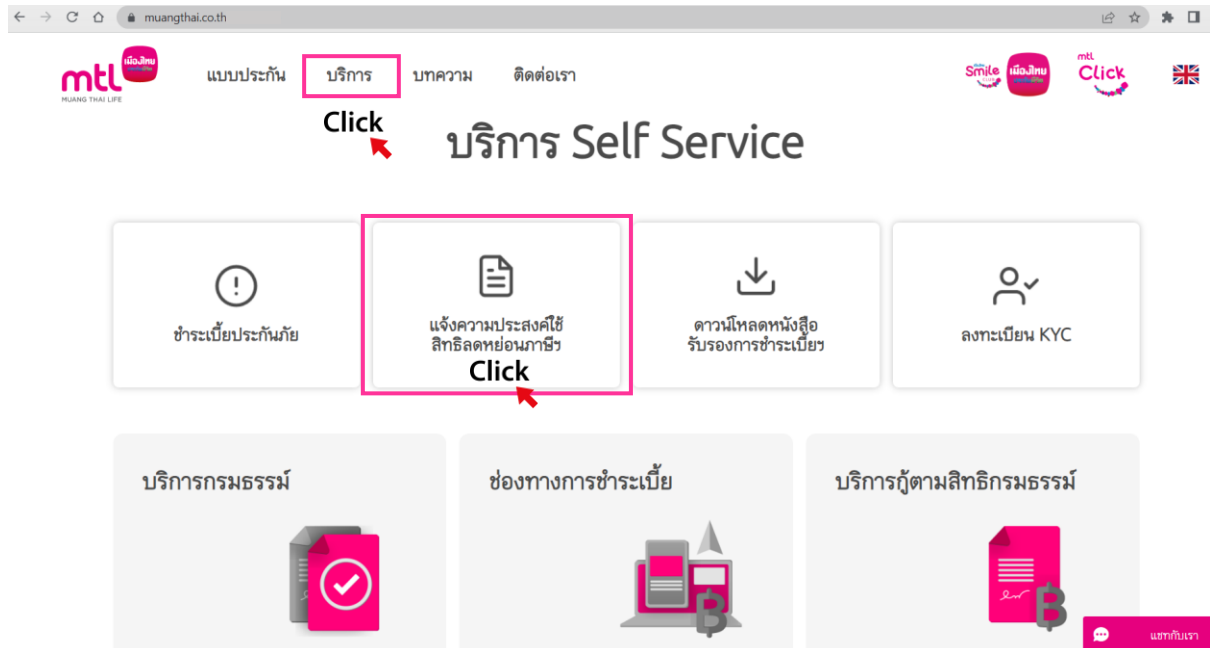 muangthai.co.th
mtl
เมืองไทย
MUANG THAI LIFE
แบบประกัน
บริการ
บทความ
ติดต่อเรา
Smile
CLUB
เมืองไทย
mtl
Click
Click
บริการ Self Service
ชำระเบี้ยประกันภัย
แจ้งความประสงค์ใช้
สิทธิลดหย่อนภาษีฯ
Click
ดาวน์โหลดหนังสือ
รับรองการชำระเบี้ยฯ
ลงทะเบียน KYC
บริการกรมธรรม์
ช่องทางการชำระเบี้ย
บริการกู้ตามสิทธิกรมธรรม์
แชทกับเรา